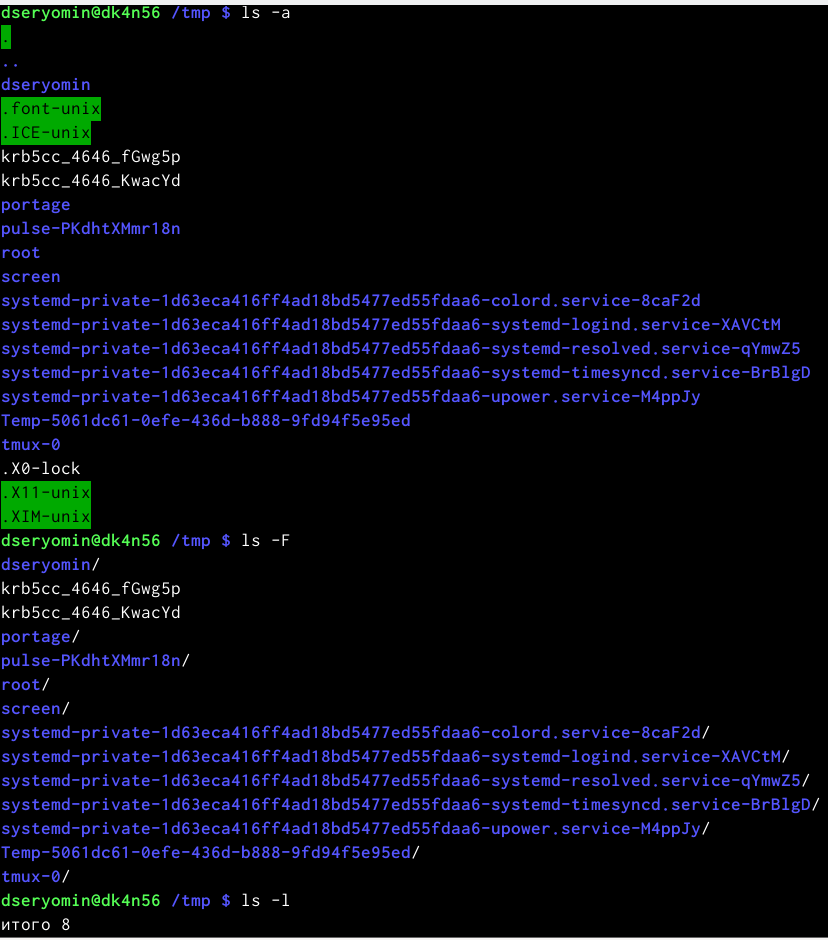 dseryomin@dk4n56 /tmp $ ls -a
.
..
dseryomin
.font-unix
.ICE-unix
krb5cc_4646_fGwg5p
krb5cc_4646_KwacYd
portage
pulse-PKdhtXMmr18n
root
screen
systemd-private-1d63eca416ff4ad18bd5477ed55fdaa6-colord.service-8caF2d
systemd-private-1d63eca416ff4ad18bd5477ed55fdaa6-systemd-logind.service-XAVCtM
systemd-private-1d63eca416ff4ad18bd5477ed55fdaa6-systemd-resolved.service-qYmwZ5
systemd-private-1d63eca416ff4ad18bd5477ed55fdaa6-systemd-timesyncd.service-BrBlgD
systemd-private-1d63eca416ff4ad18bd5477ed55fdaa6-upower.service-M4ppJy
Temp-5061dc61-0efe-436d-b888-9fd94f5e95ed
tmux-0
.X0-lock
.X11-unix
.XIM-unix
dseryomin@dk4n56 /tmp $ ls -F
dseryomin/
krb5cc_4646_fGwg5p
krb5cc_4646_KwacYd
portage/
pulse-PKdhtXMmr18n/
root/
screen/
systemd-private-1d63eca416ff4ad18bd5477ed55fdaa6-colord.service-8caF2d/
systemd-private-1d63eca416ff4ad18bd5477ed55fdaa6-systemd-logind.service-XAVCtM/
systemd-private-1d63eca416ff4ad18bd5477ed55fdaa6-systemd-resolved.service-qYmwZ5/
systemd-private-1d63eca416ff4ad18bd5477ed55fdaa6-systemd-timesyncd.service-BrBlgD/
systemd-private-1d63eca416ff4ad18bd5477ed55fdaa6-upower.service-M4ppJy/
Temp-5061dc61-0efe-436d-b888-9fd94f5e95ed/
tmux-0/
dseryomin@dk4n56 /tmp $ ls -l
итого 8